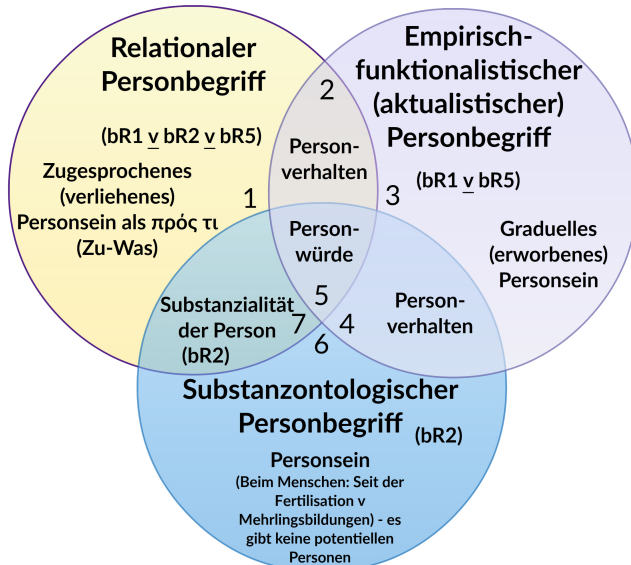 Relationaler
Personbegriff
(bR1 v bR2 v bR5)
Zugesprochenes
(verliehenes)
Personsein als πρός τι
(Zu-Was)
1
2
Person-
verhalten
Empirisch-
funktionalistischer
(aktualistischer)
Personbegriff
(bR1 v bR5)
3
Graduelles
(erworbenes)
Personsein
Person-
würde
5
Substanzialität
der Person
(bR2)
7
4
6
Person-
verhalten
Substanzontologischer
Personbegriff
(bR2)
Personsein
(Beim Menschen: Seit der
Fertilisation v
Mehrlingsbildungen) - es
gibt keine potentiellen
Personen